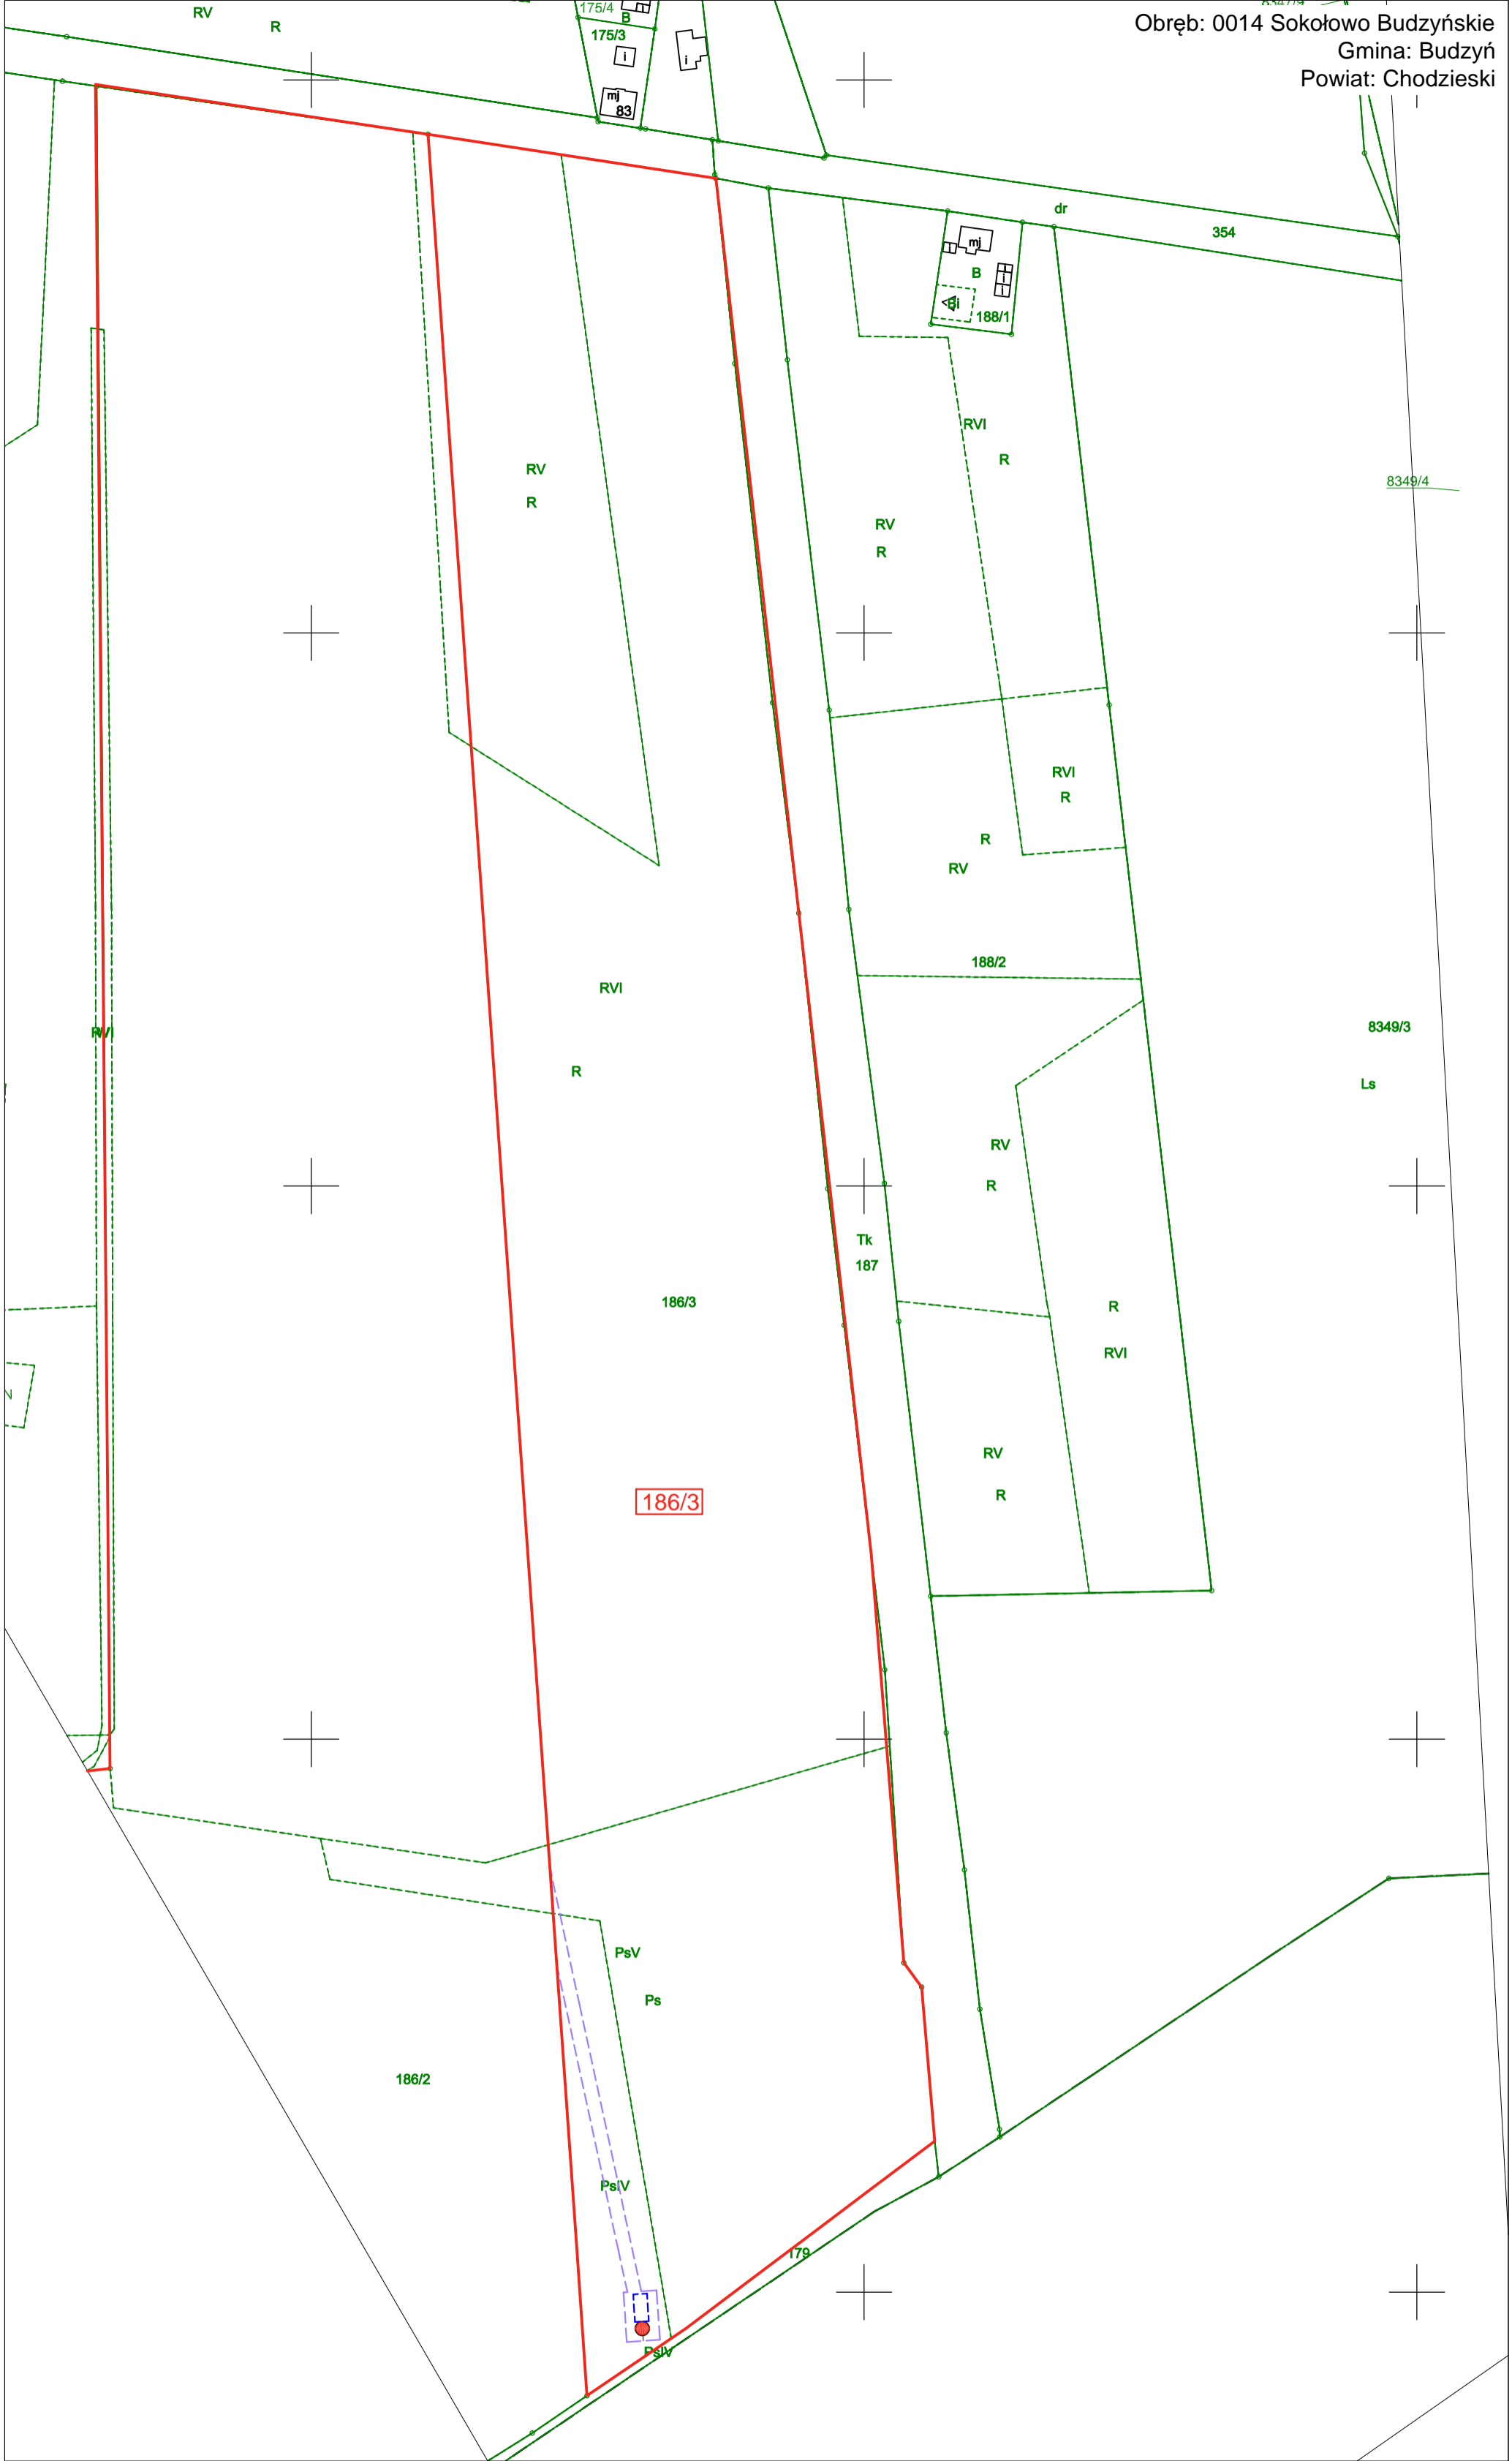 Obręb: 0014 Sokołowo Budzyńskie
Gmina: Budzyń
Powiat: Chodzieski
RV
R
175/4
B
175/3
i
i
mj
83
dr
354
mj
B
i
i
Bi
188/1
RVI
R
RV
R
RV
R
8349/4
RVI
R
R
RV
188/2
RVI
R
RVI
8349/3
Ls
RV
R
Tk
187
186/3
R
RVI
RV
R
186/3
PsV
Ps
186/2
PsIV
179
PsIV